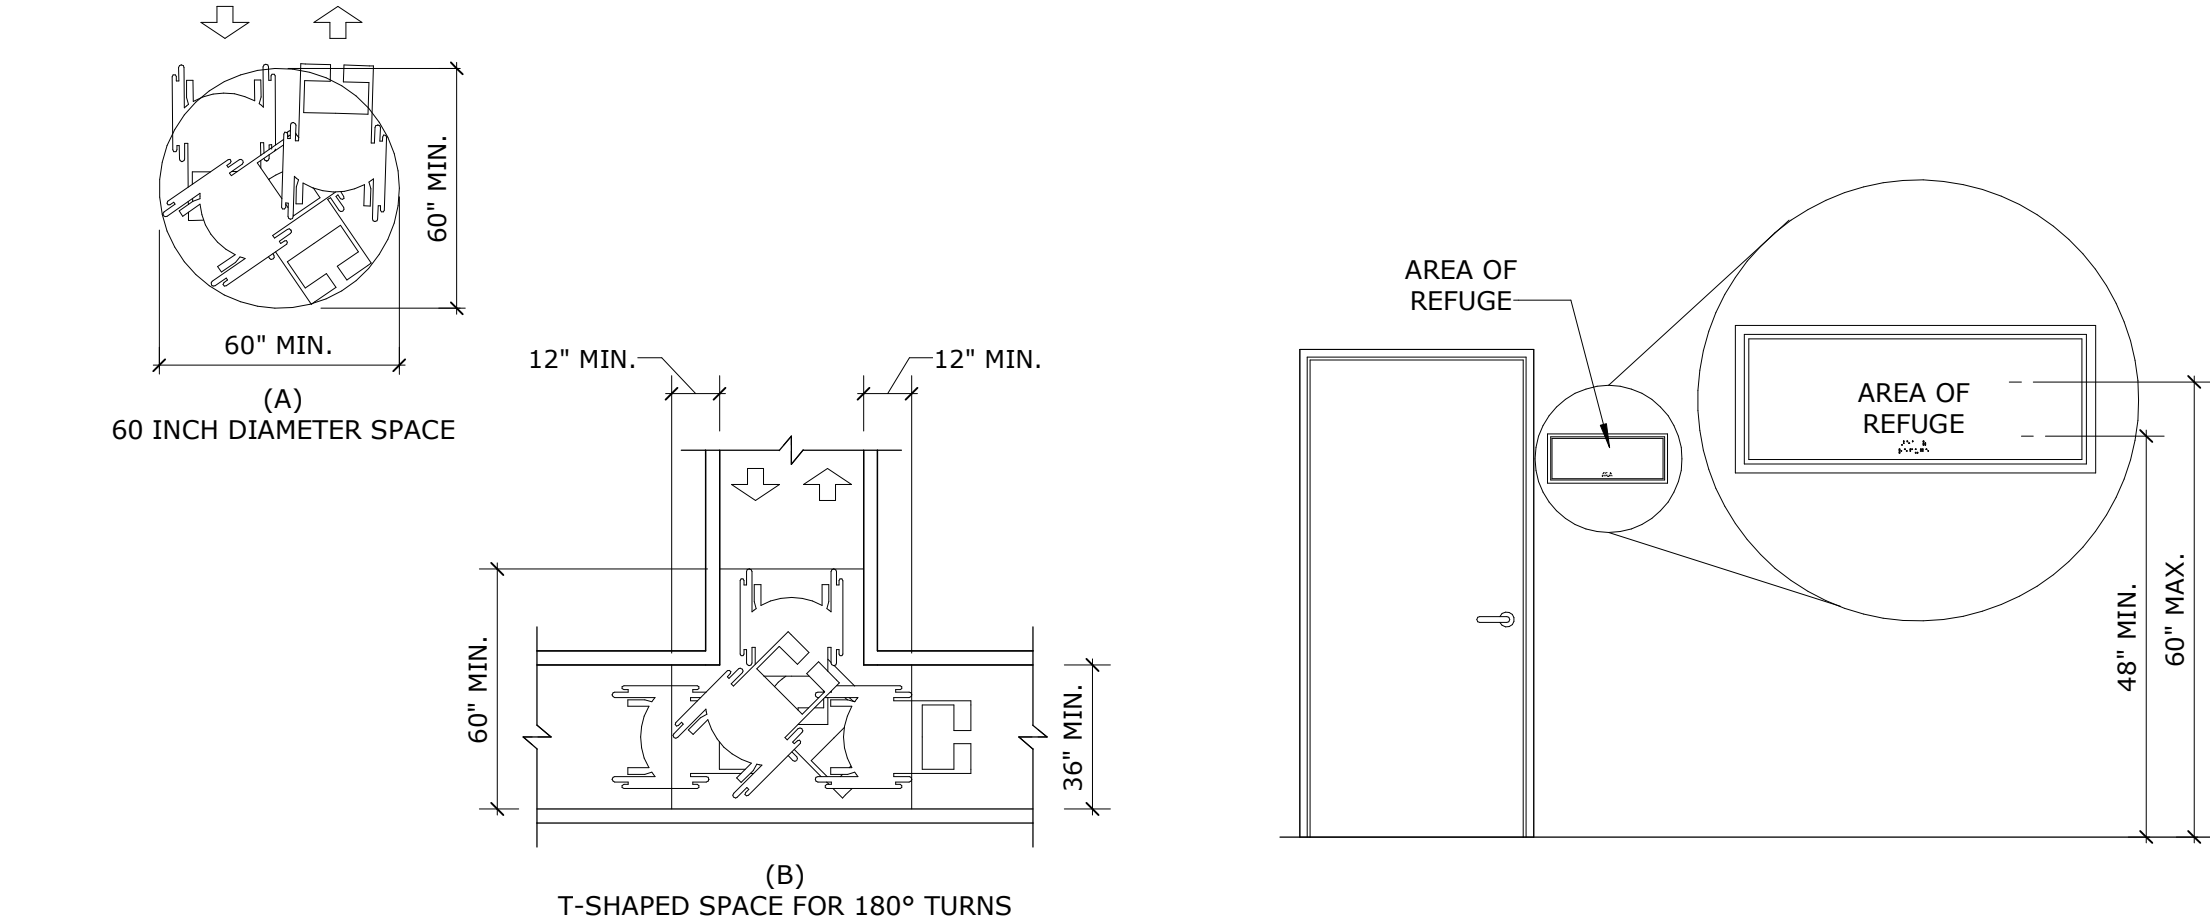 60" MIN.
60" MIN.
(A)
60 INCH DIAMETER SPACE
12" MIN.
12" MIN.
60" MIN.
36" MIN.
(B)
T-SHAPED SPACE FOR 180° TURNS
AREA OF
REFUGE
AREA OF
REFUGE
48" MIN.
60" MAX.